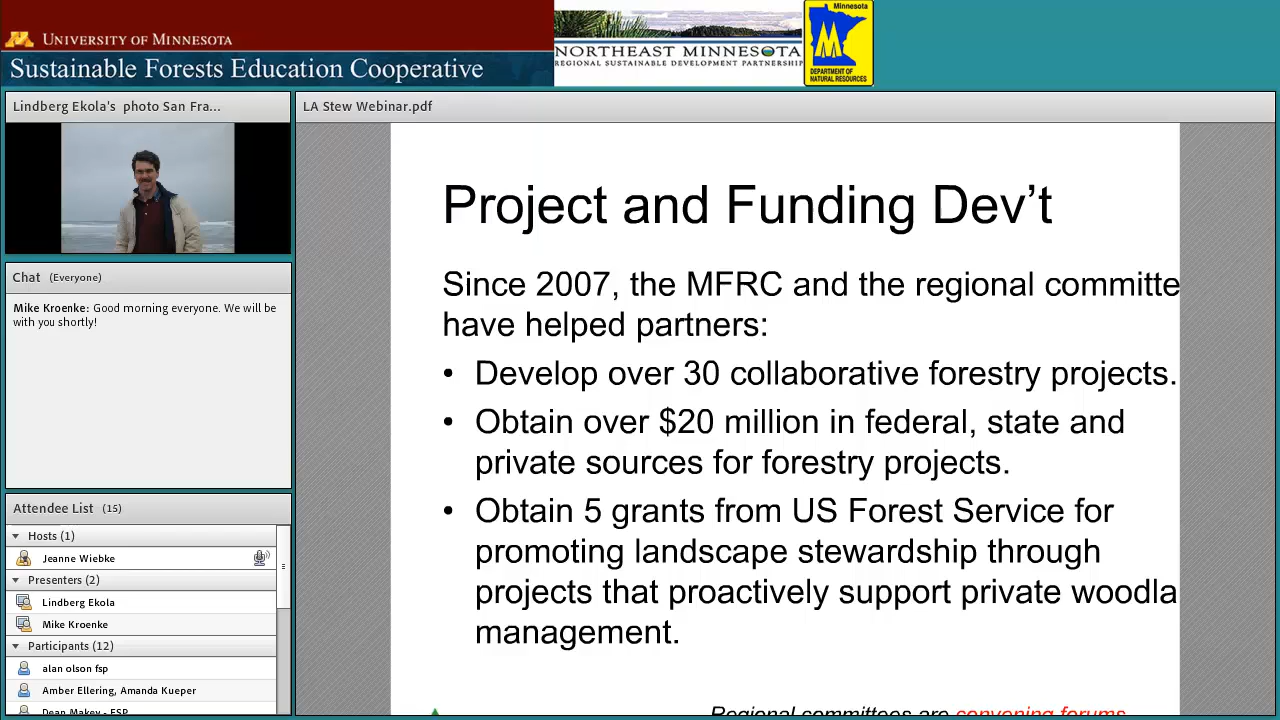 UNIVERSITY OF MINNESOTA
Sustainable Forests Education Cooperative
NORTHEAST MINNESOTA
REGIONAL SUSTAINABLE DEVELOPMENT PARTNERSHIP
Minnesota
DEPARTMENT OF
NATURAL RESOURCES
Lindberg Ekola's photo San Fra...
Chat (Everyone)
Mike Kroenke: Good morning everyone. We will be
with you shortly!
Attendee List (15)
Hosts (1)
Jeanne Wiebke
Presenters (2)
Lindberg Ekola
Mike Kroenke
Participants (12)
alan olson fsp
Amber Ellering, Amanda Kueper
Dean Makey - FSP
LA Stew Webinar.pdf
Project and Funding Dev’t
Since 2007, the MFRC and the regional committe
have helped partners:
• Develop over 30 collaborative forestry projects.
• Obtain over $20 million in federal, state and
private sources for forestry projects.
• Obtain 5 grants from US Forest Service for
promoting landscape stewardship through
projects that proactively support private woodla
management.
Regional committees are convening forums